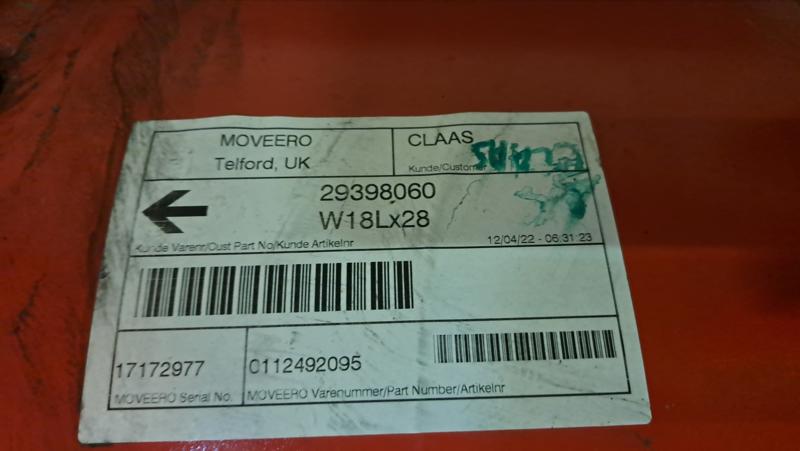 MOVEERO
Telford, UK
CLAAS
Kunde/Customer
CLAAS
29398060
W18Lx28
Kunde Varenr/Cust Part No/Kunde Artikelnr
12/04/22 - 06:31:23
17172977
MOVEERO Serial No.
0112492095
MOVEERO Varenummer/Part Number/Artikelnr